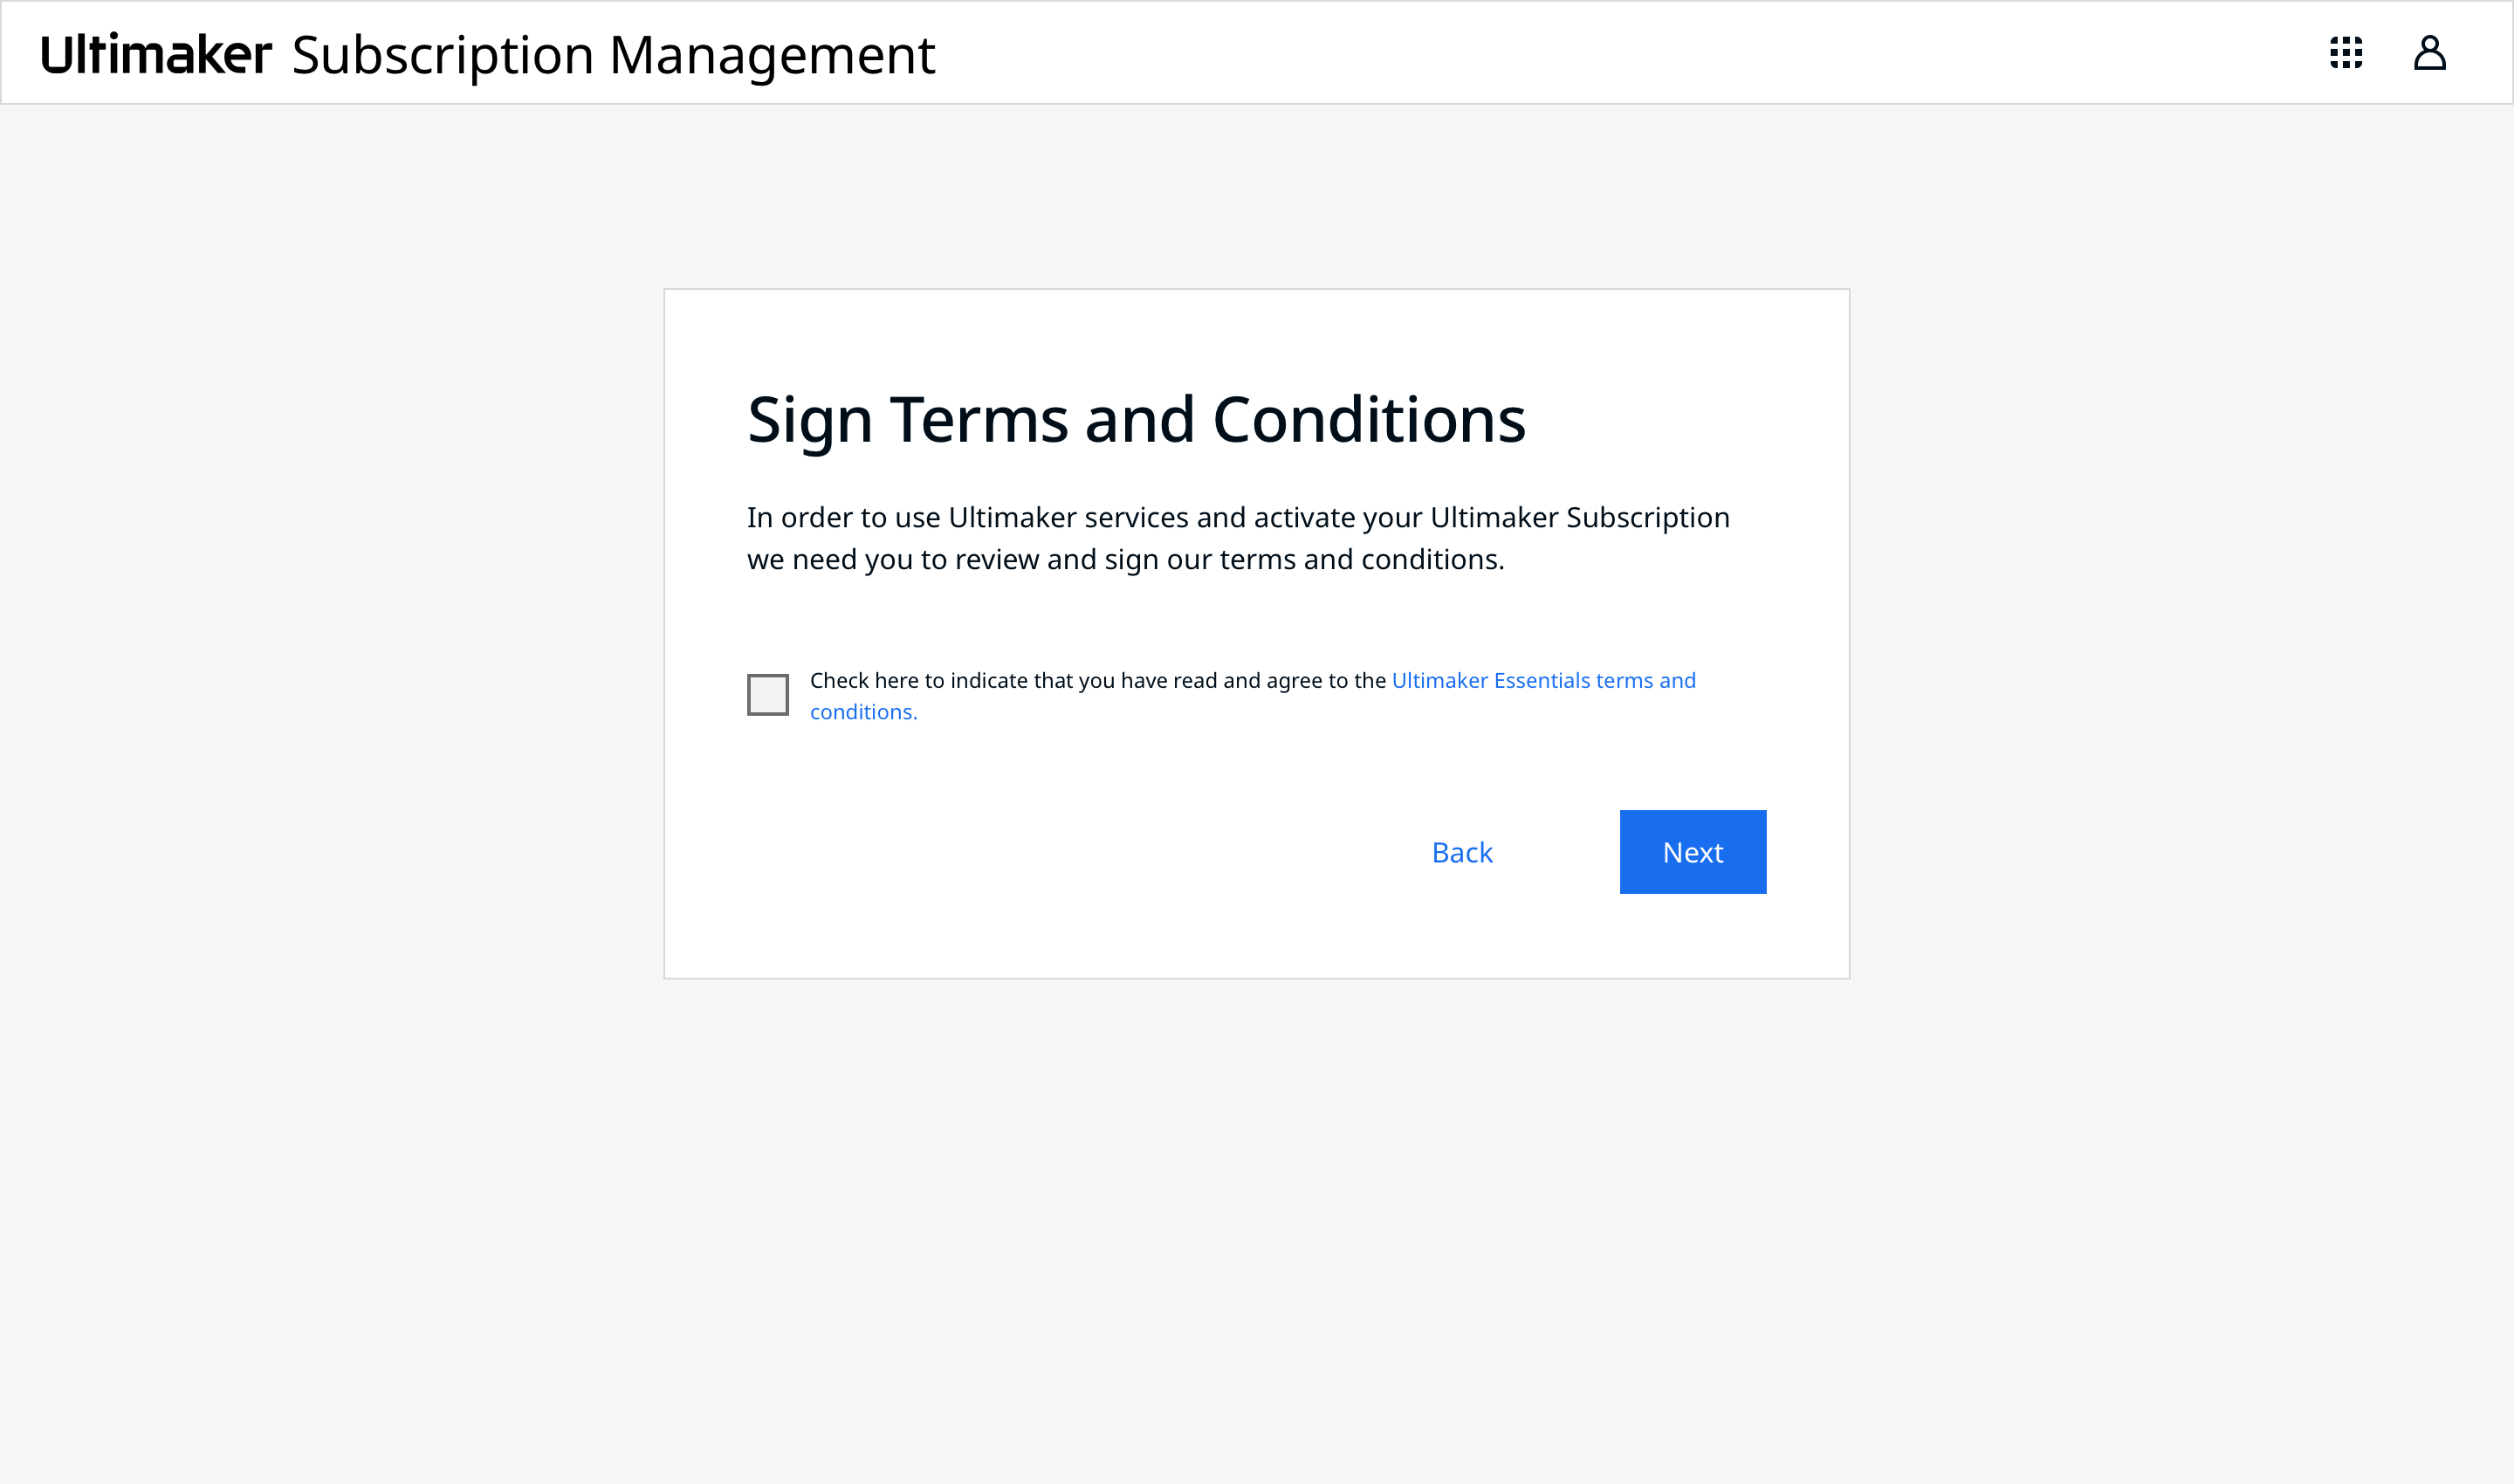 Ultimaker Subscription Management
Sign Terms and Conditions
In order to use Ultimaker services and activate your Ultimaker Subscription
we need you to review and sign our terms and conditions.
Check here to indicate that you have read and agree to the Ultimaker Essentials terms and
conditions.
Back Next